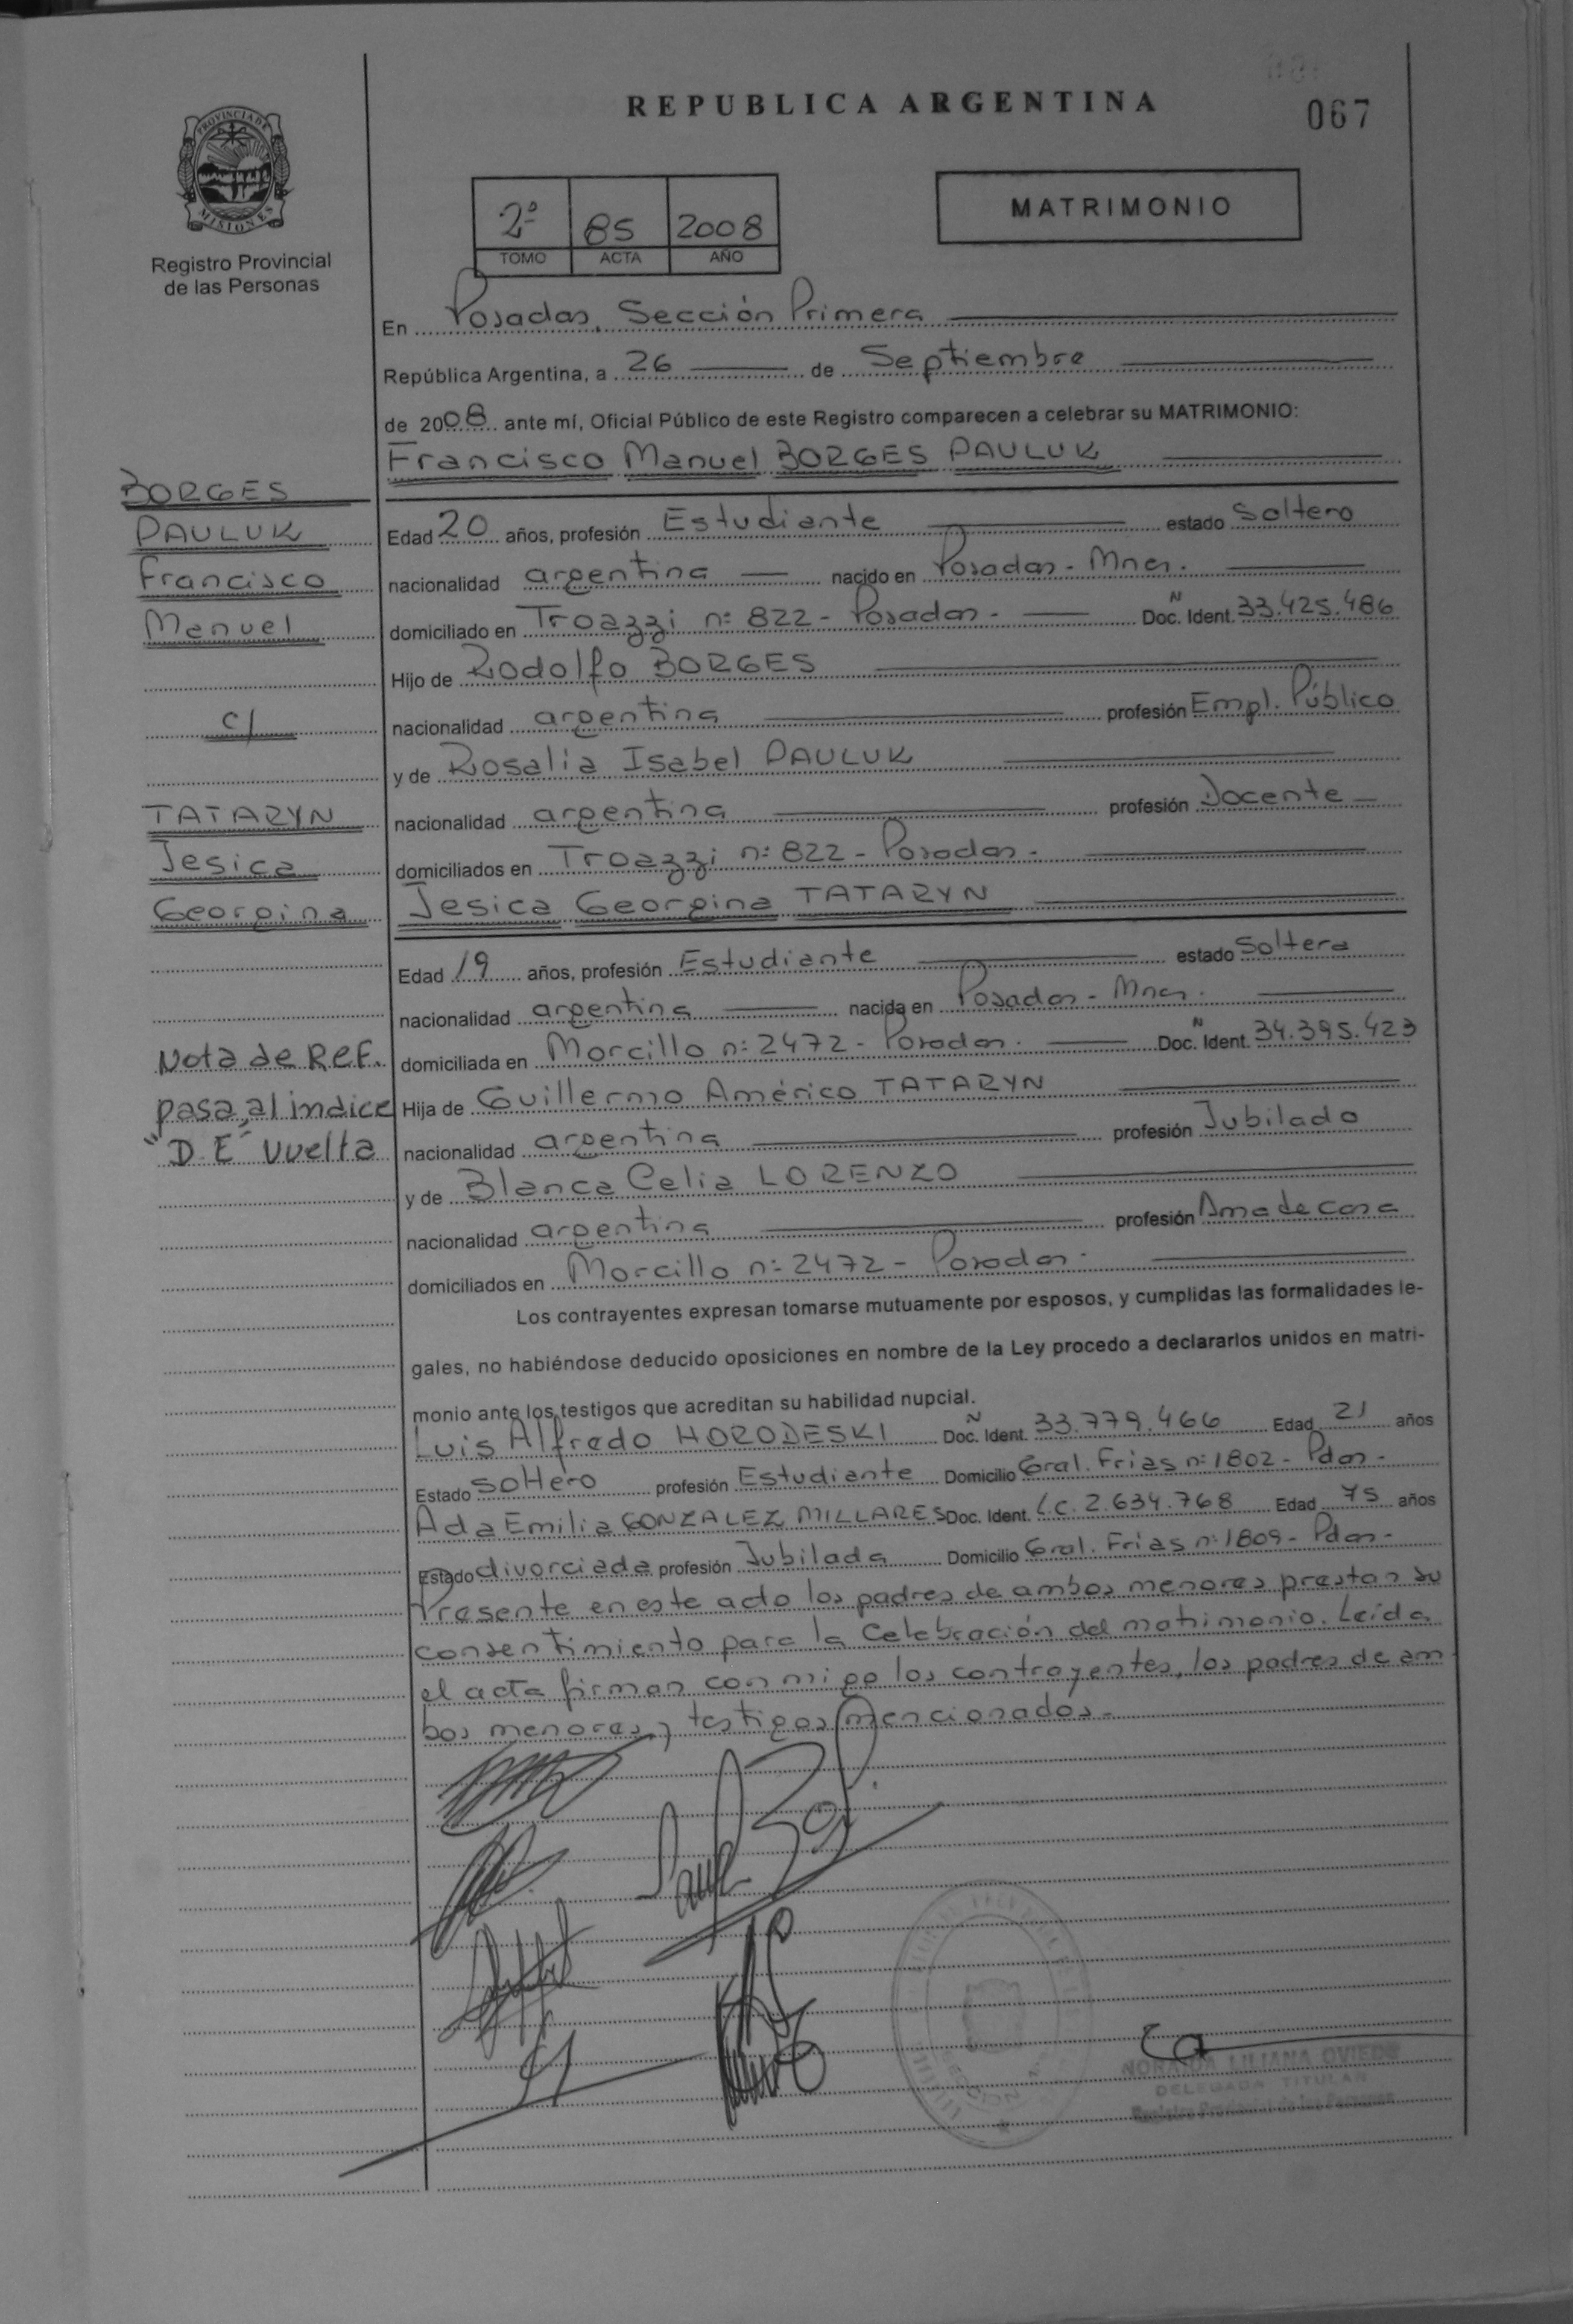 REPUBLICA ARGENTINA
067
PROVINCIA DE
MISIONES
Registro Provincial
de las Personas
2º 85 2008
TOMO ACTA AÑO
MATRIMONIO
En Posadas, Sección Primera
República Argentina, a 26 de Septiembre
de 2008 ante mí, Oficial Público de este Registro comparecen a celebrar su MATRIMONIO:
Francisco Manuel BORGES PAULUK
BORGES
PAULUK
Francisco
Manuel
c/
TATARYN
Jesica
Georgina
Nota de REF.
pasa al indice
"D.E" vuelta
Edad 20 años, profesión Estudiante estado Soltero
nacionalidad argentina nacido en Posadas - Mnes.
domiciliado en Troazzi nº 822 - Posadas - Doc. Ident. N 33.425.486
Hijo de Rodolfo BORGES
nacionalidad argentina profesión Empl. Público
y de Rosalia Isabel PAULUK
nacionalidad argentina profesión Docente
domiciliados en Troazzi nº 822 - Posadas -
Jesica Georgina TATARYN
Edad 19 años, profesión Estudiante estado Soltera
nacionalidad argentina nacida en Posadas - Mnes.
domiciliada en Morcillo nº 2472 - Posadas - Doc. Ident. N 34.395.423
Hija de Guillermo Américo TATARYN
nacionalidad argentina profesión Jubilado
y de Blanca Celia LORENZO
nacionalidad argentina profesión Ama de casa
domiciliados en Morcillo nº 2472 - Posadas -
Los contrayentes expresan tomarse mutuamente por esposos, y cumplidas las formalidades le-
gales, no habiéndose deducido oposiciones en nombre de la Ley procedo a declararlos unidos en matri-
monio ante los testigos que acreditan su habilidad nupcial.
Luis Alfredo HORODESKI Doc. Ident. N 33.779.466 Edad 21 años
Estado soltero profesión Estudiante Domicilio Gral. Frias nº 1802 - Pdas -
Ada Emilia GONZALEZ MILLARES Doc. Ident. L.C. 2.634.768 Edad 75 años
Estado divorciada profesión Jubilada Domicilio Gral. Frias nº 1809 - Pdas -
Presente en este acto los padres de ambos menores prestan su
consentimiento para la Celebración del matrimonio. Leída
el acta firman conmigo los contrayentes, los padres de am
bos menores y testigos mencionados.-
NORAIDA LILIANA OVIEDO
DELEGADA TITULAR
Registro Provincial de las Personas